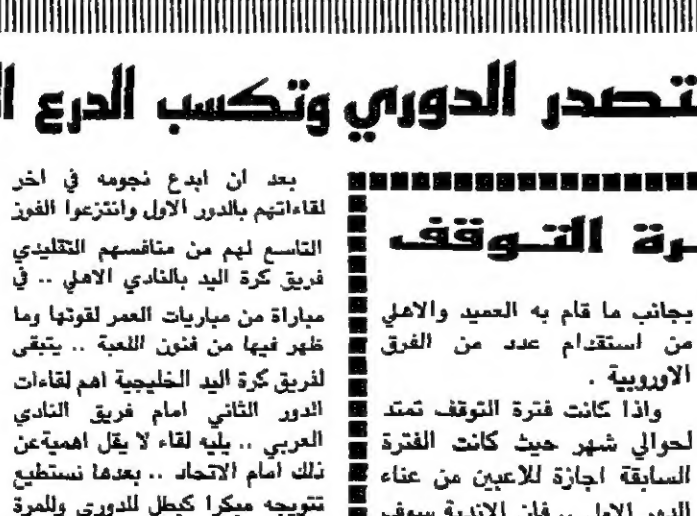 تتصدر الدوري وتكسب الدرع
ـرة التـوقف
بجانب ما قام به العميد والاهلي
من استقدام عدد من الفرق
الاوروبية .
واذا كانت فترة التوقف تمتد
لحوالي شهر حيث كانت الفترة
السابقة اجازة للاعبين من عناء
الدور الاول .. فان الاندية سوف
بعد ان ابدع نجومه في اخر
لقاءاتهم بالدور الاول وانتزعوا الفوز
التاسع لهم من منافسهم التقليدي
فريق كرة اليد بالنادي الاهلي .. في
مباراة من مباريات العمر لقوتها وما
ظهر فيها من فنون اللعبة .. يتبقى
لفريق كرة اليد الخليجية اهم لقاءات
الدور الثاني امام فريق النادي
العربي .. يليه لقاء لا يقل اهمية عن
ذلك امام الاتحاد .. بعدها نستطيع
تتويجه مبكرا كبطل للدوري وللمرة